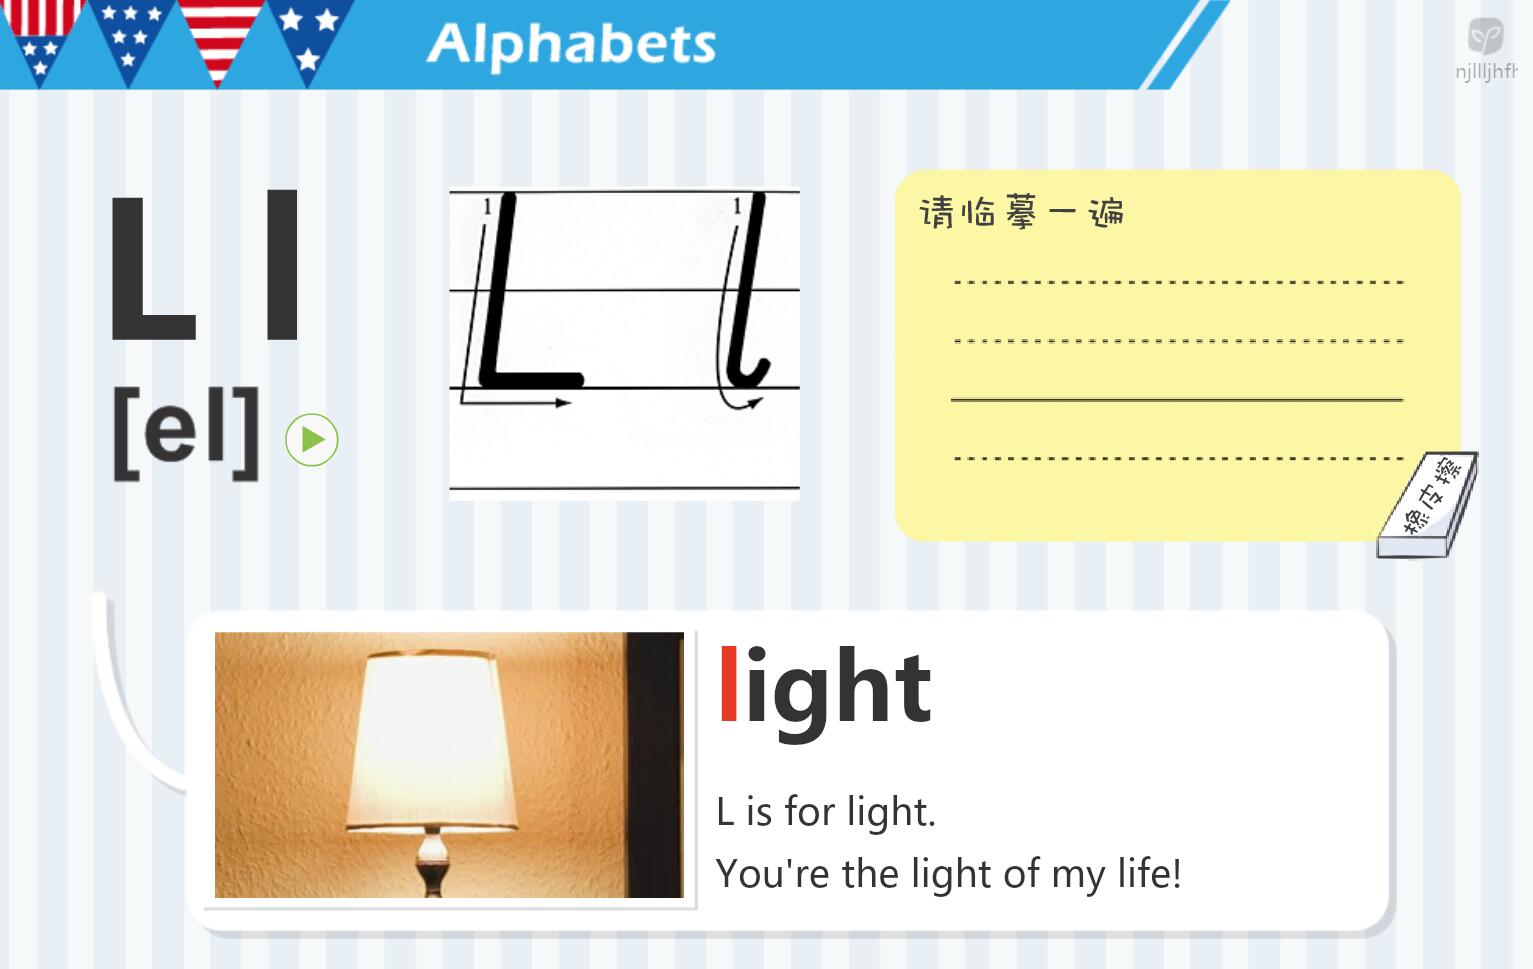 Alphabets
L l
[el]
1
1
请临摹一遍
橡皮擦
light
L is for light.
You're the light of my life!